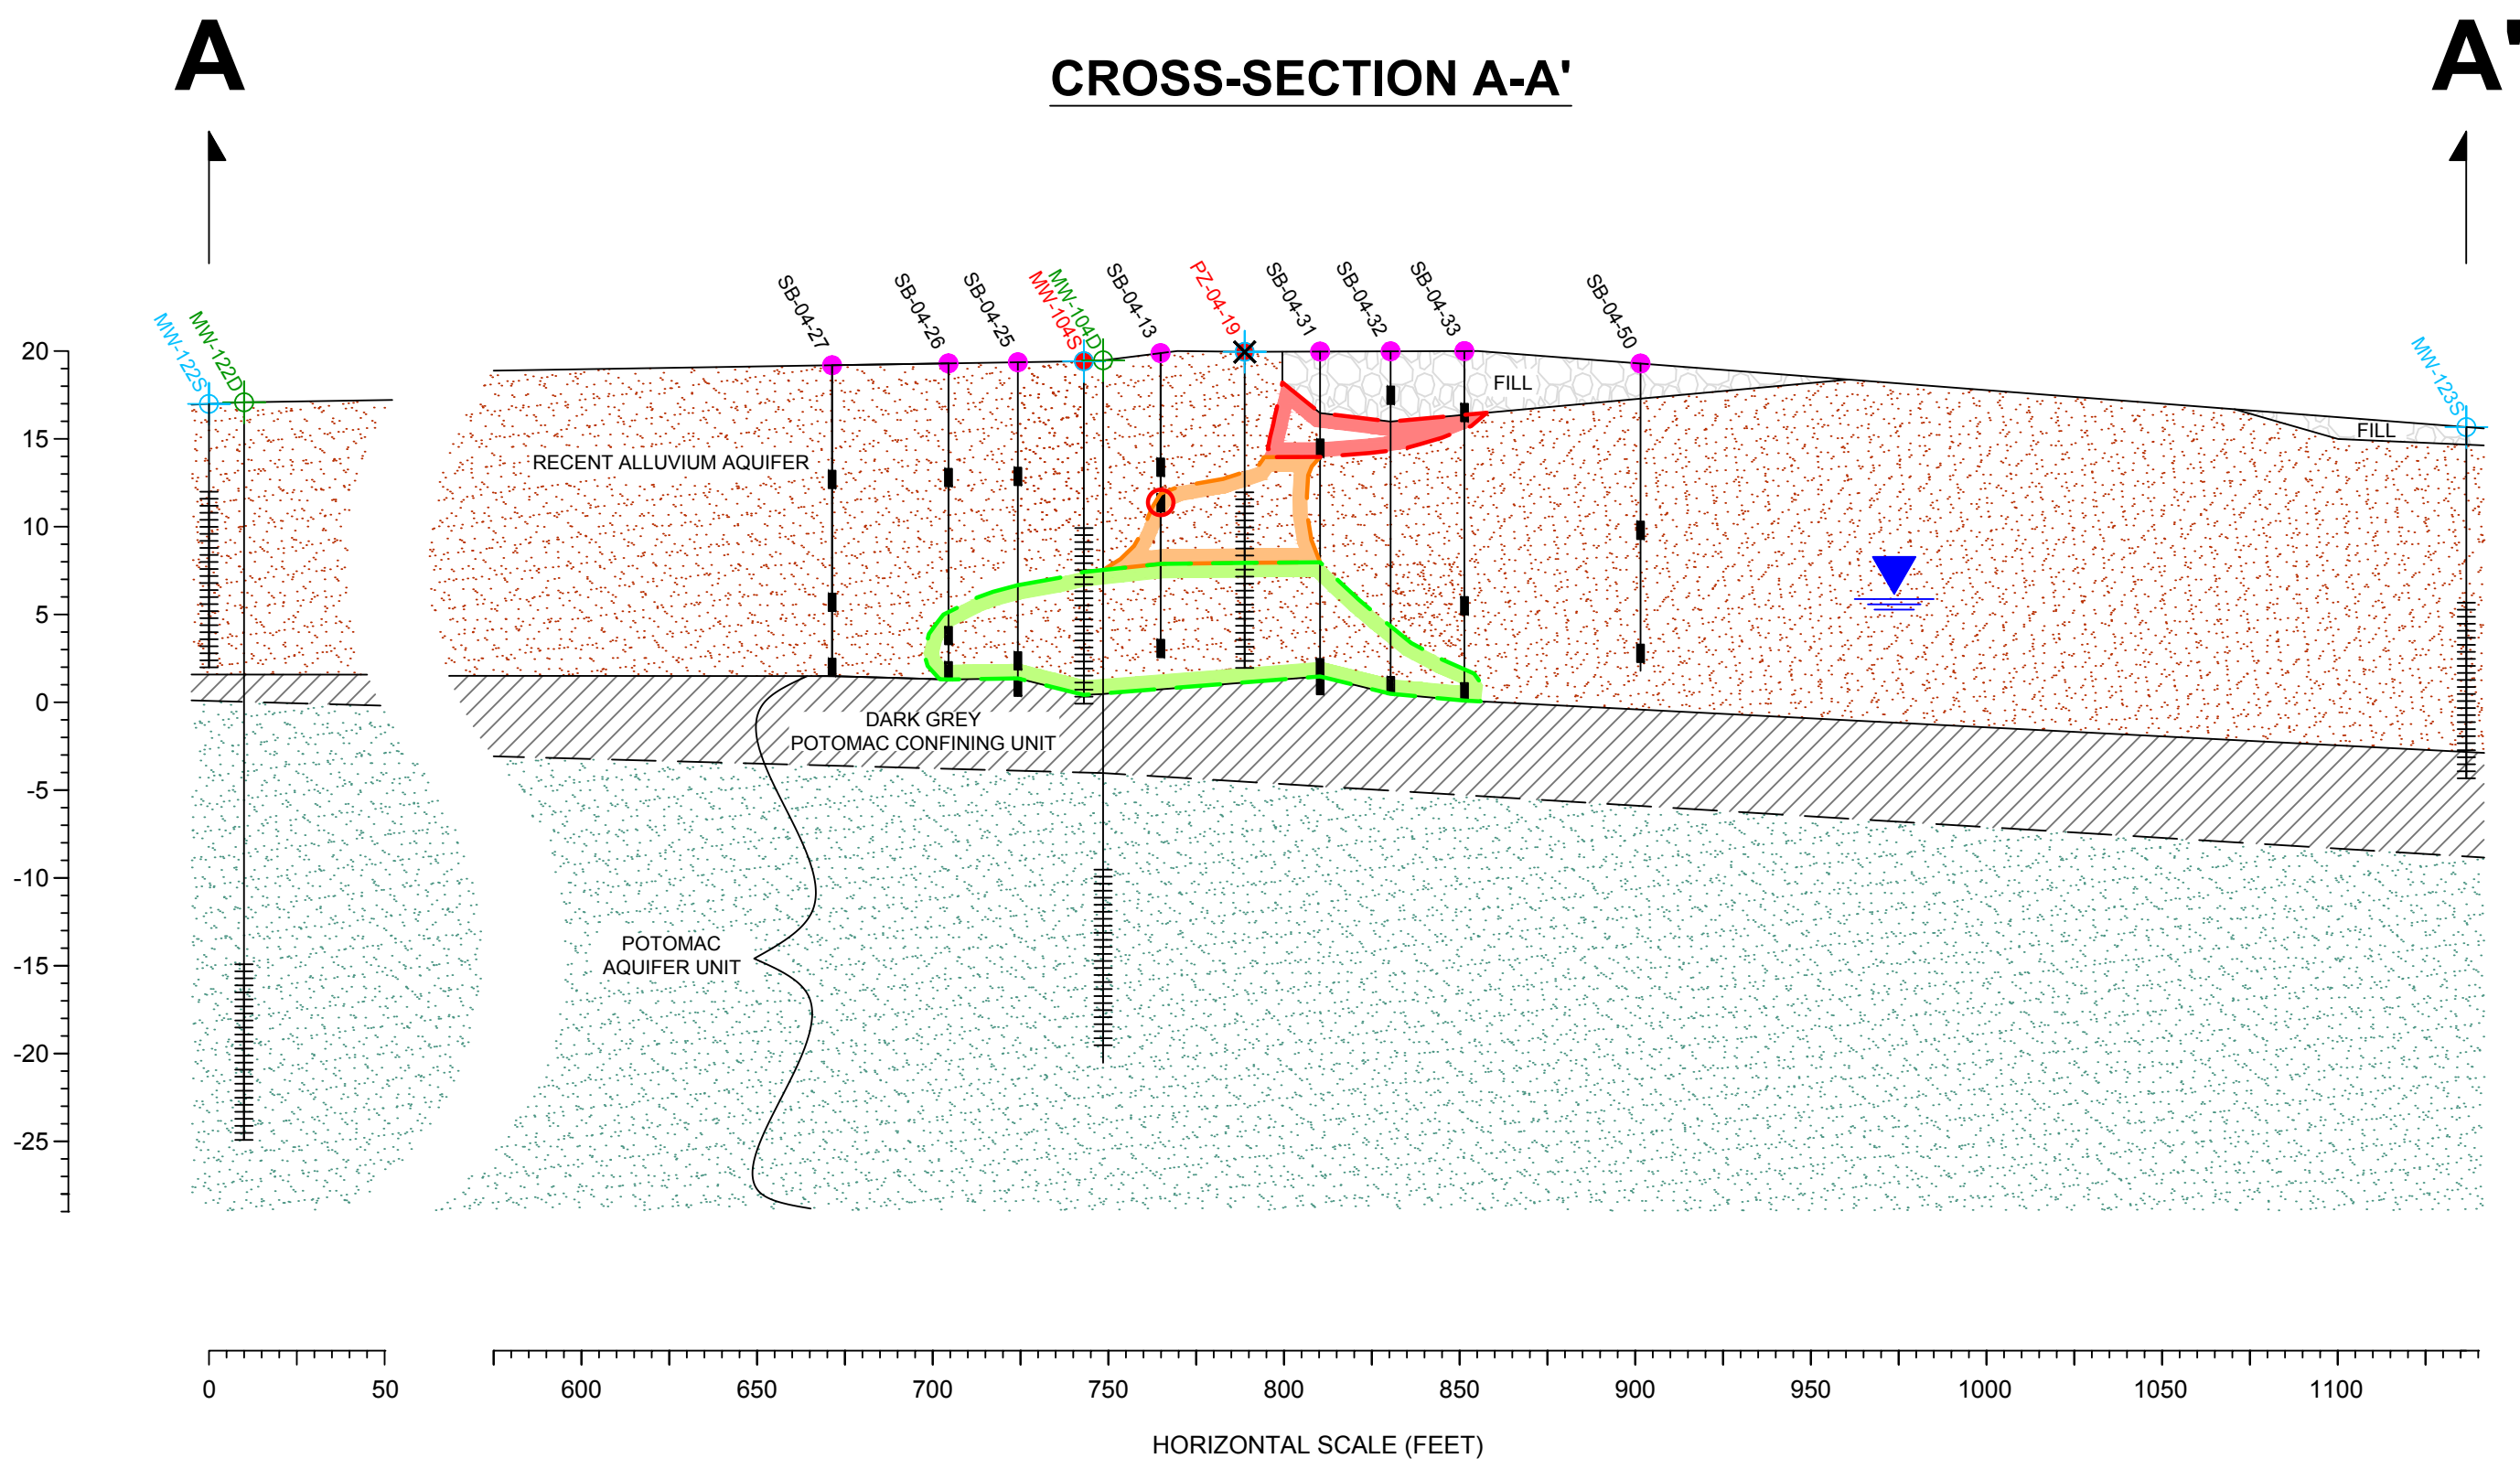 A
A'
CROSS-SECTION A-A'
MW-122S
MW-122D
SB-04-27
SB-04-26
SB-04-25
MW-104S
MW-104D
SB-04-13
PZ-04-19
SB-04-31
SB-04-32
SB-04-33
SB-04-50
MW-123S
20
15
10
5
0
-5
-10
-15
-20
-25
FILL
FILL
RECENT ALLUVIUM AQUIFER
DARK GREY
POTOMAC CONFINING UNIT
POTOMAC
AQUIFER UNIT
0
50
600
650
700
750
800
850
900
950
1000
1050
1100
HORIZONTAL SCALE (FEET)